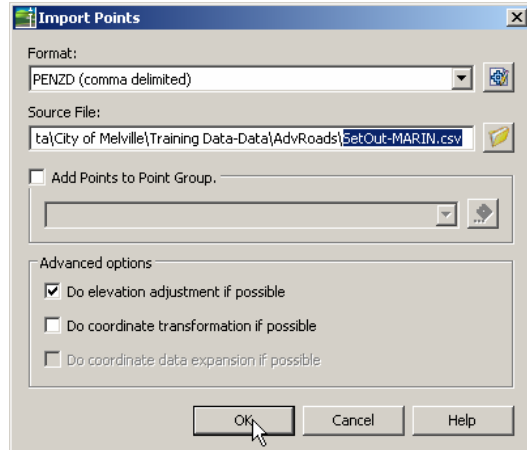 Import Points
Format:
PENZD (comma delimited)
Source File:
ta\City of Melville\Training Data-Data\AdvRoads\SetOut-MARIN.csv
Add Points to Point Group.
Advanced options
Do elevation adjustment if possible
Do coordinate transformation if possible
Do coordinate data expansion if possible
OK Cancel Help